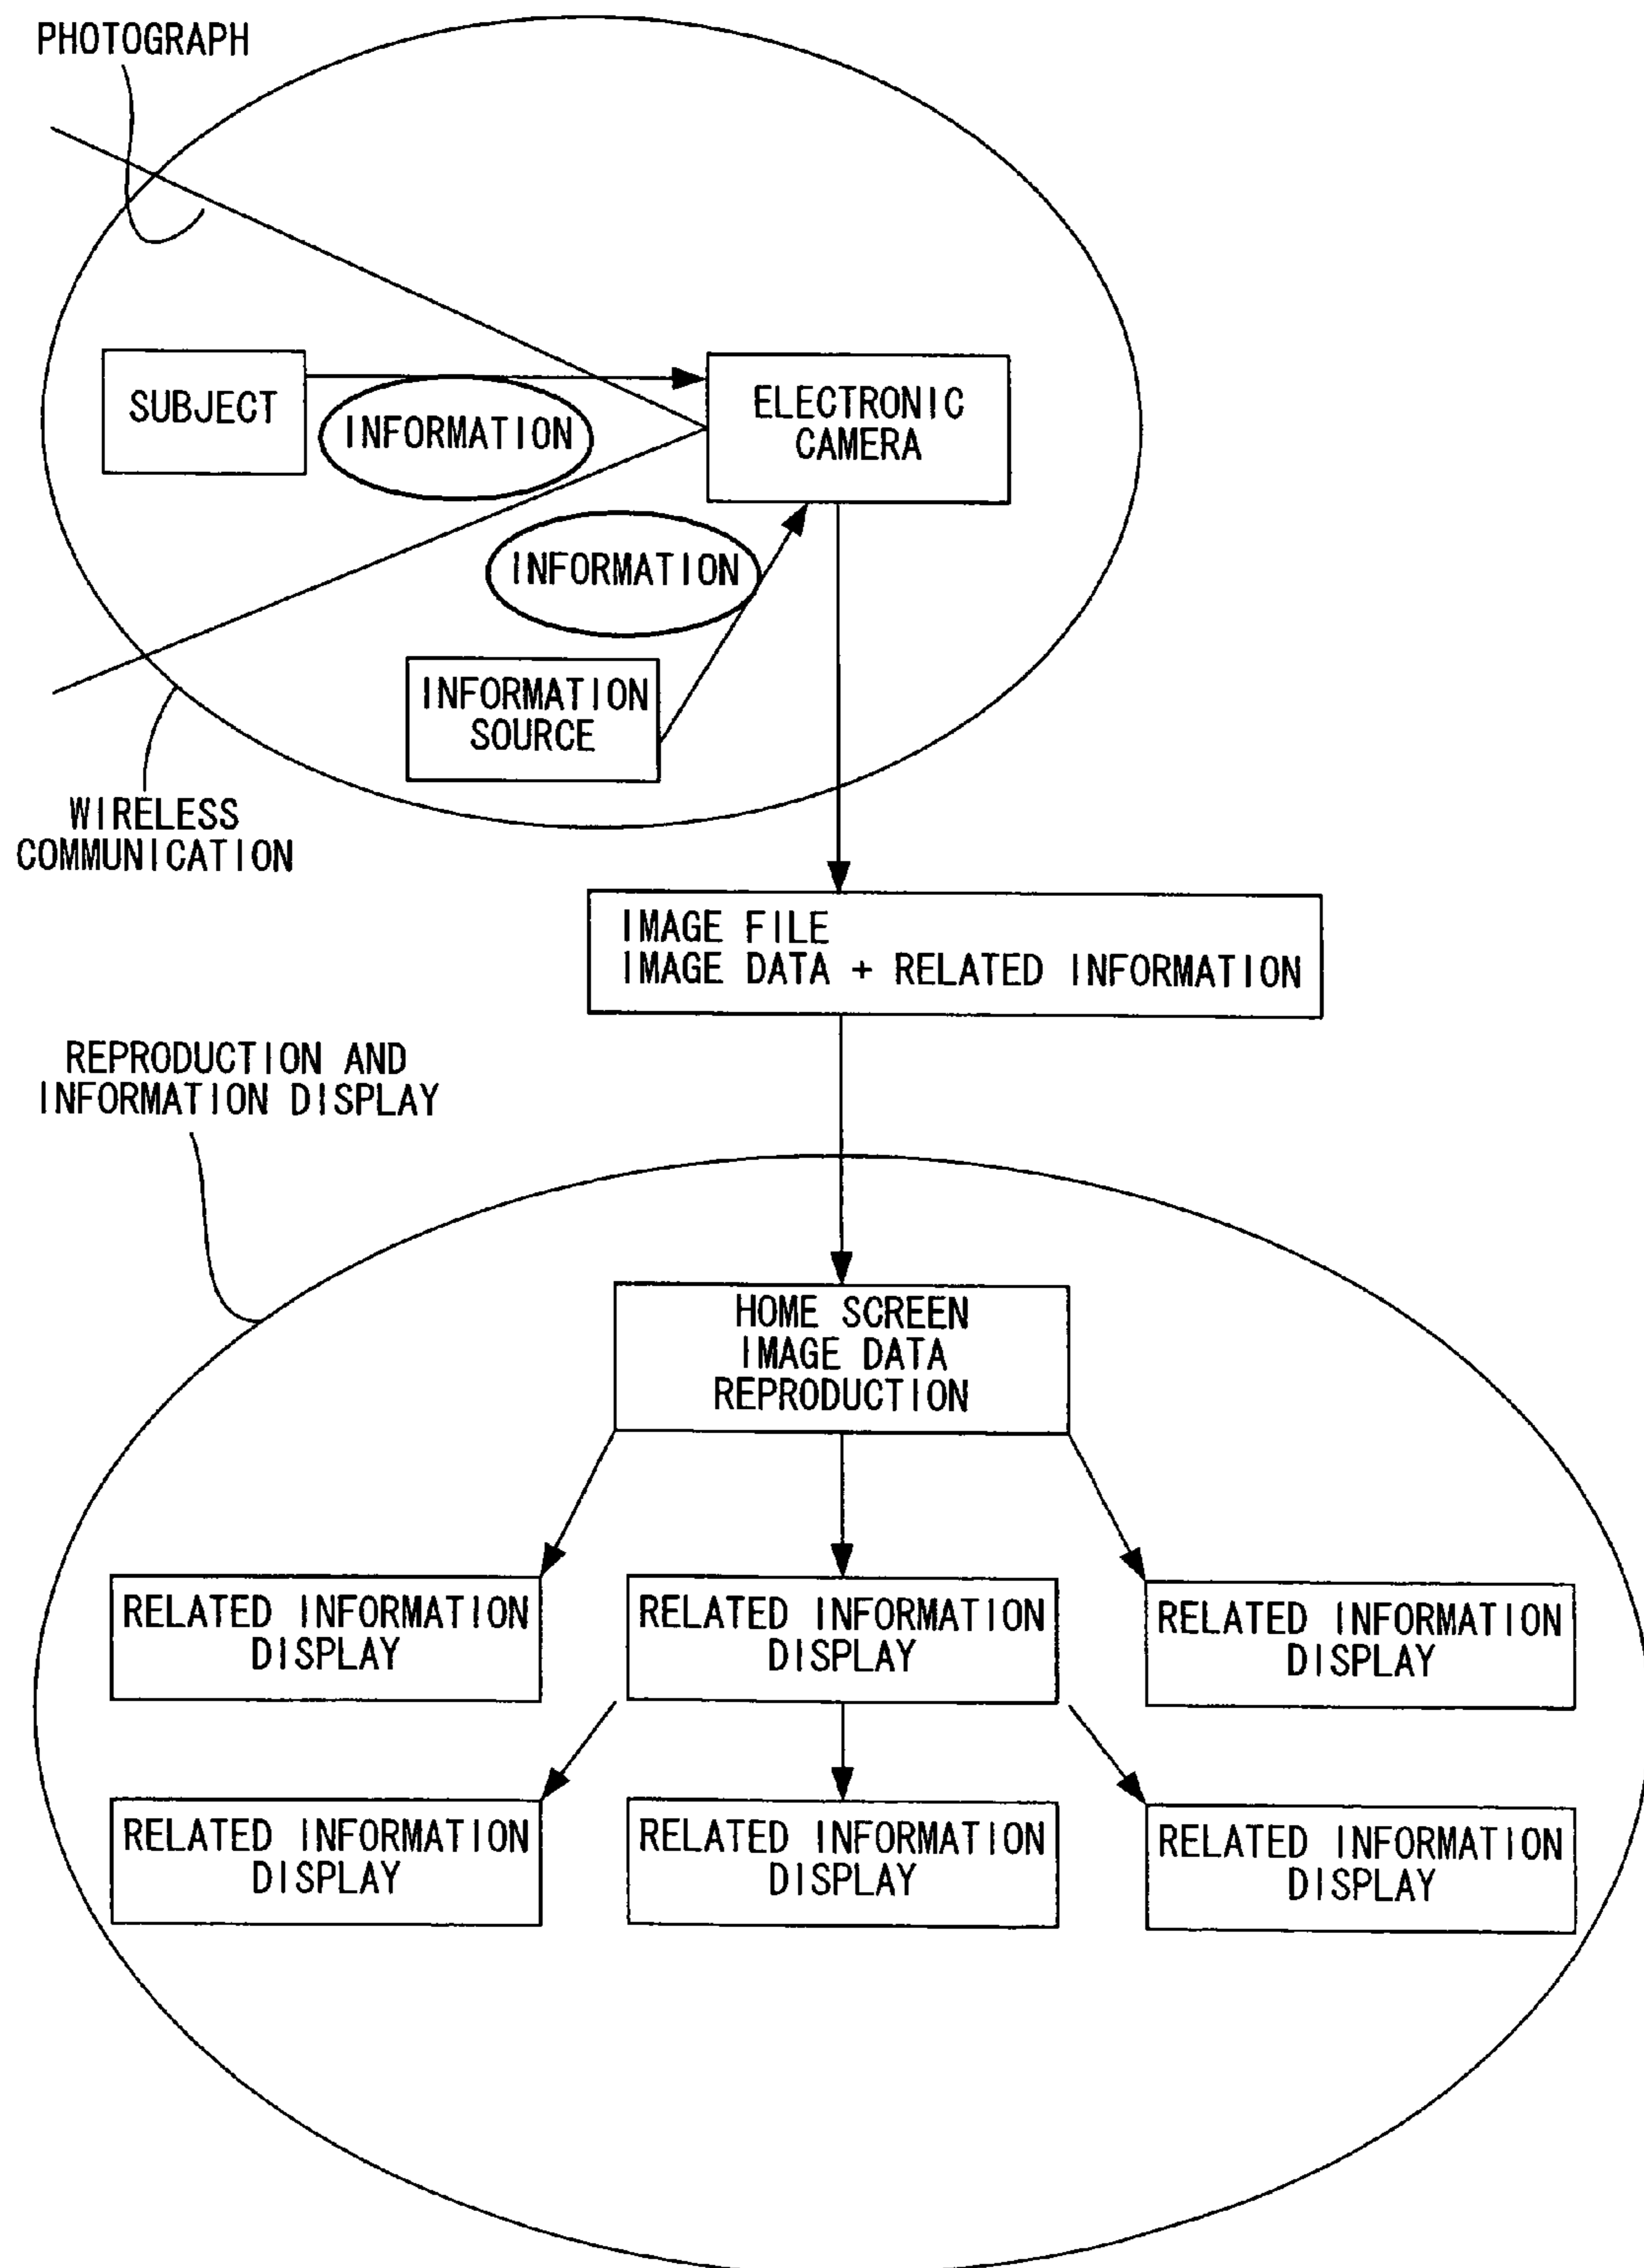 PHOTOGRAPH
SUBJECT
INFORMATION
ELECTRONIC
CAMERA
INFORMATION
INFORMATION
SOURCE
WIRELESS
COMMUNICATION
IMAGE FILE
IMAGE DATA + RELATED INFORMATION
REPRODUCTION AND
INFORMATION DISPLAY
HOME SCREEN
IMAGE DATA
REPRODUCTION
RELATED INFORMATION
DISPLAY
RELATED INFORMATION
DISPLAY
RELATED INFORMATION
DISPLAY
RELATED INFORMATION
DISPLAY
RELATED INFORMATION
DISPLAY
RELATED INFORMATION
DISPLAY